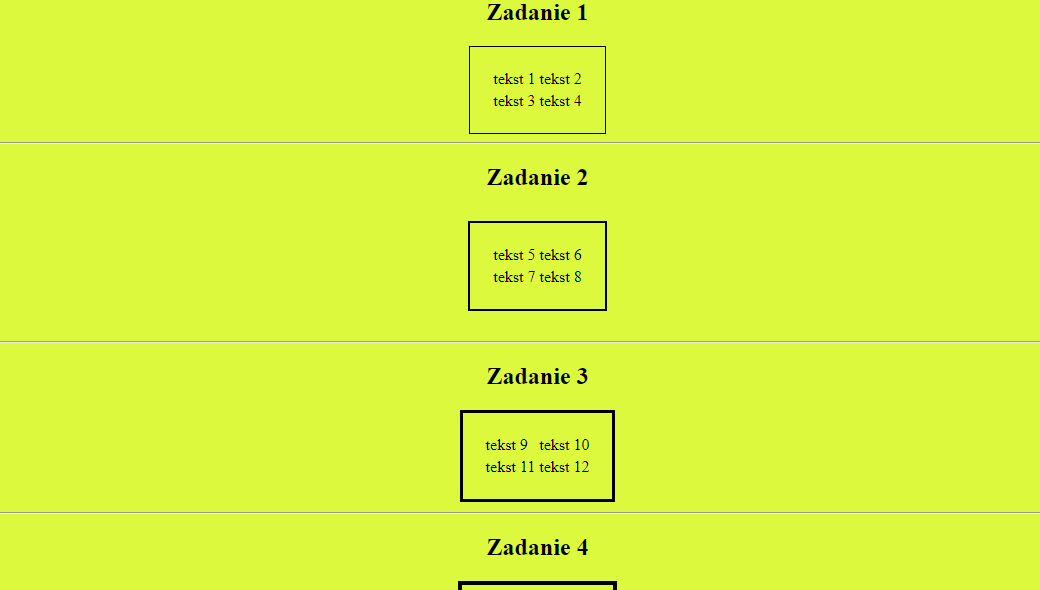 Zadanie 1
tekst 1 tekst 2
tekst 3 tekst 4
Zadanie 2
tekst 5 tekst 6
tekst 7 tekst 8
Zadanie 3
tekst 9 tekst 10
tekst 11 tekst 12
Zadanie 4